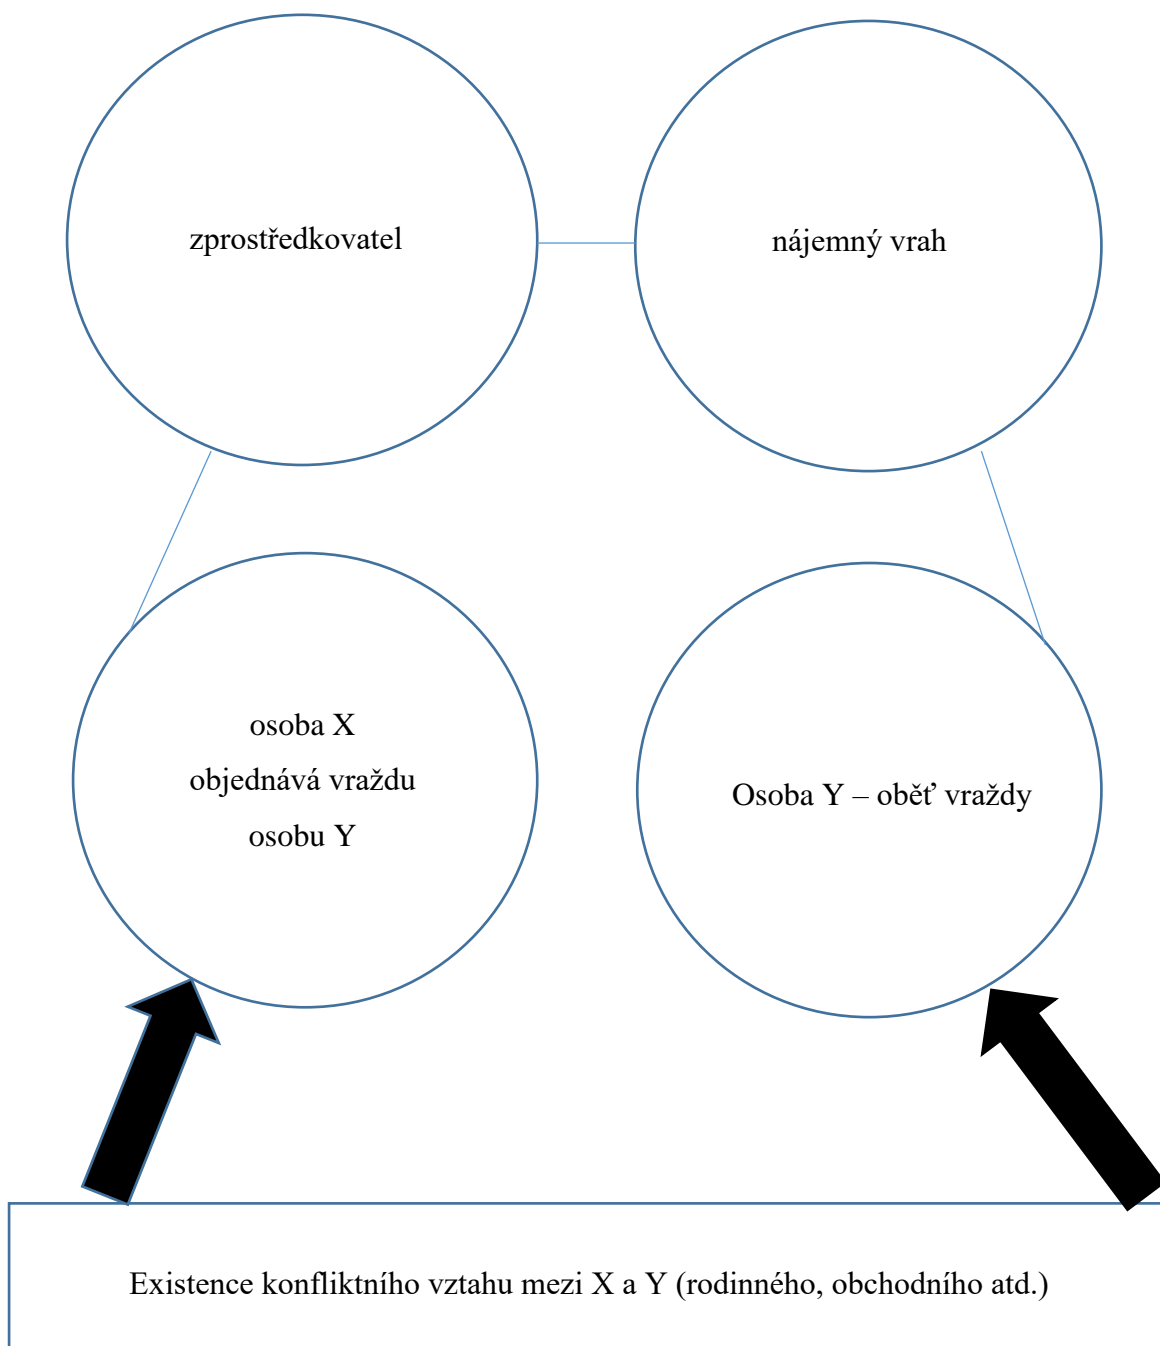 zprostředkovatel
nájemný vrah
osoba X
objednává vraždu
osobu Y
Osoba Y – oběť vraždy
Existence konfliktního vztahu mezi X a Y (rodinného, obchodního atd.)